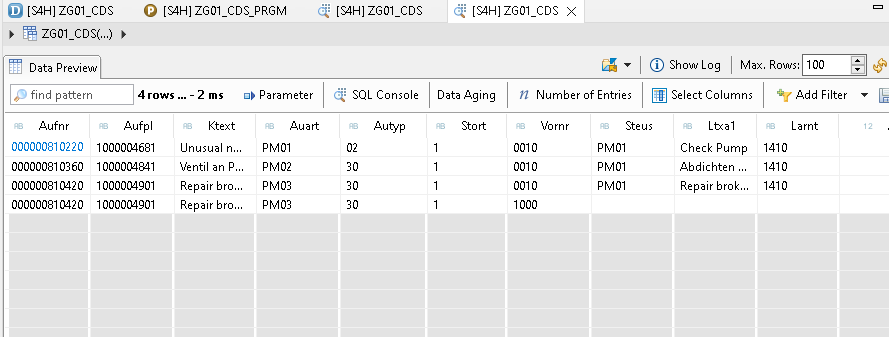 [S4H] ZG01_CDS [S4H] ZG01_CDS_PRGM [S4H] ZG01_CDS [S4H] ZG01_CDS
ZG01_CDS(...)
Data Preview Show Log Max. Rows: 100
find pattern 4 rows ... - 2 ms Parameter SQL Console Data Aging Number of Entries Select Columns Add Filter
Aufnr Aufpl Ktext Auart Autyp Stort Vornr Steus Ltxa1 Larnt 12
000000810220 1000004681 Unusual n... PM01 02 1 0010 PM01 Check Pump 1410
000000810360 1000004841 Ventil an P... PM02 30 1 0010 PM01 Abdichten ... 1410
000000810420 1000004901 Repair bro... PM03 30 1 0010 PM01 Repair brok... 1410
000000810420 1000004901 Repair bro... PM03 30 1 1000